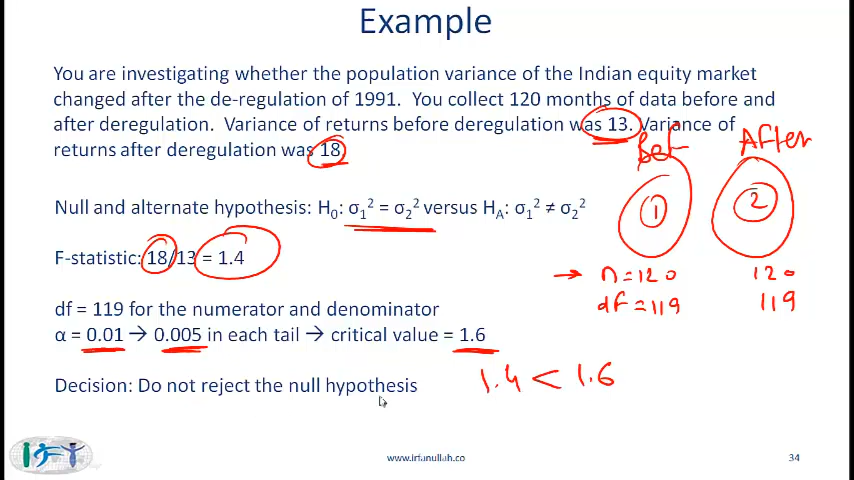 Example
You are investigating whether the population variance of the Indian equity market
changed after the de-regulation of 1991. You collect 120 months of data before and
after deregulation. Variance of returns before deregulation was 13. Variance of
returns after deregulation was 18.
Bef
After
1
2
Null and alternate hypothesis: H₀: σ₁² = σ₂² versus Hₐ: σ₁² ≠ σ₂²
F-statistic: 18/13 = 1.4
→ n=120
120
df =119
119
df = 119 for the numerator and denominator
α = 0.01 → 0.005 in each tail → critical value = 1.6
1.4 < 1.6
Decision: Do not reject the null hypothesis
www.irfanullah.co
34